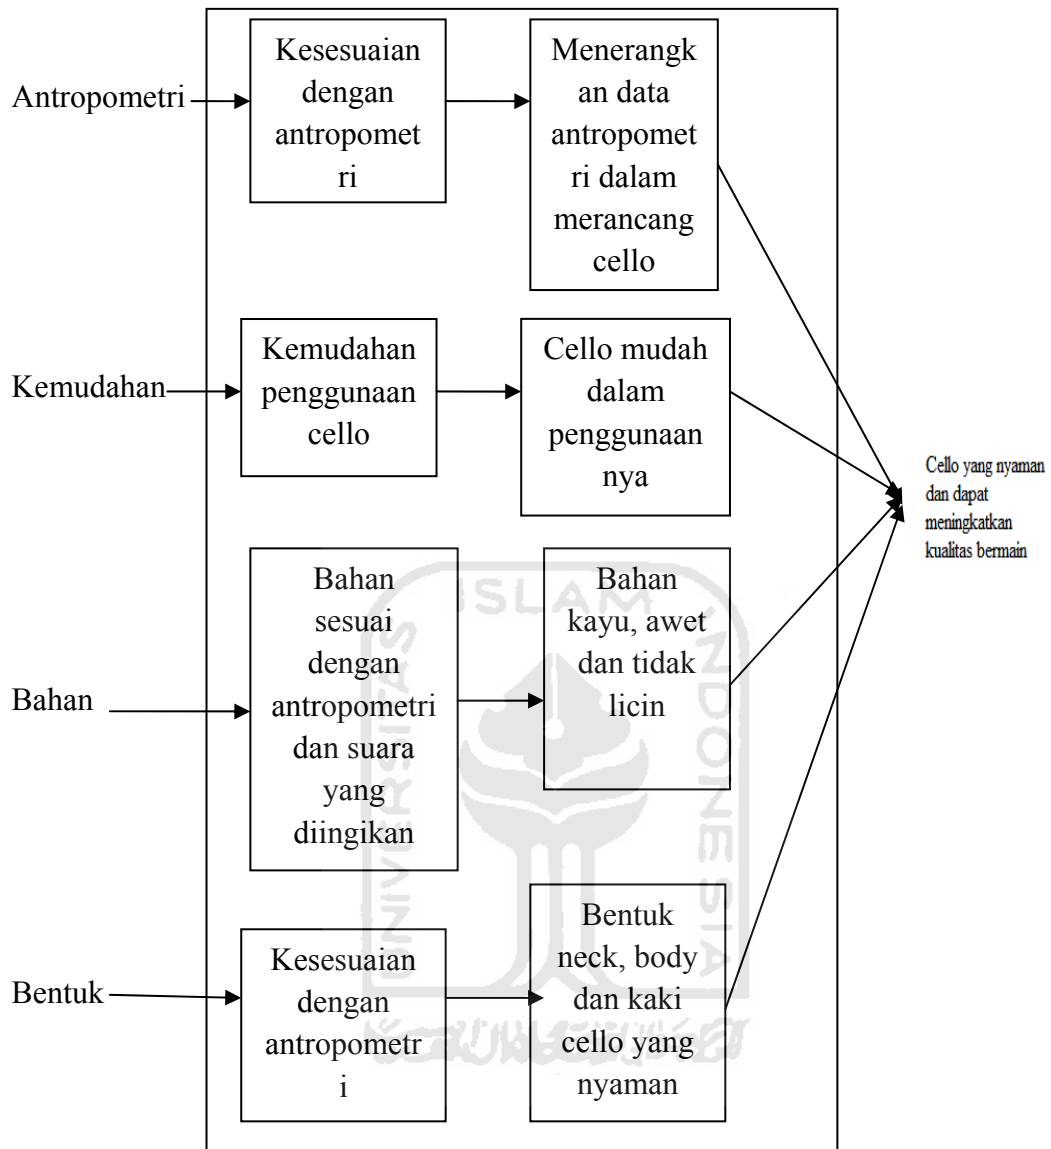 Antropometri
Kesesuaian
dengan
antropomet
ri
Menerangk
an data
antropomet
ri dalam
merancang
cello
Kemudahan
Kemudahan
penggunaan
cello
Cello mudah
dalam
penggunaan
nya
Cello yang nyaman
dan dapat
meningkatkan
kualitas bermain
Bahan
Bahan
sesuai
dengan
antropometri
dan suara
yang
diingikan
Bahan
kayu, awet
dan tidak
licin
Bentuk
Kesesuaian
dengan
antropometr
i
Bentuk
neck, body
dan kaki
cello yang
nyaman
UNIVERSITAS
ISLAM
INDONESIA